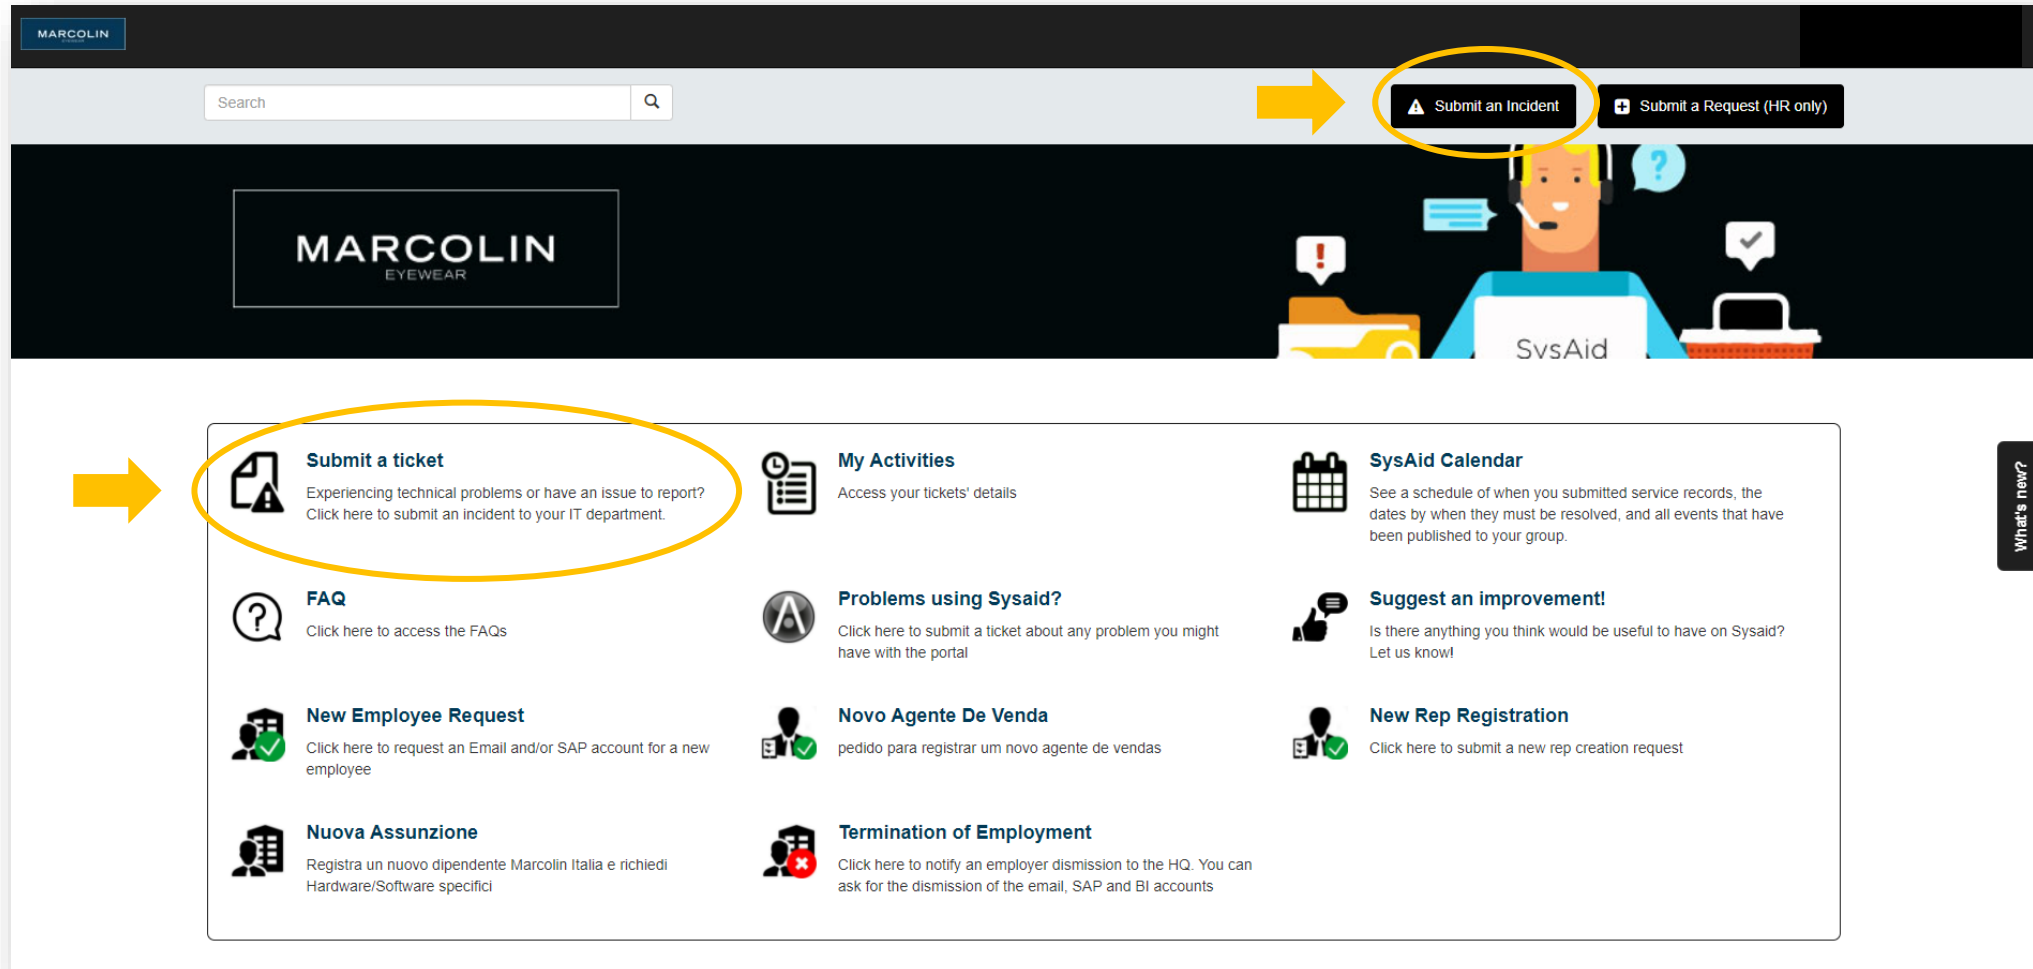 MARCOLIN
Search
Submit an Incident
Submit a Request (HR only)
MARCOLIN
EYEWEAR
SysAid
Submit a ticket
Experiencing technical problems or have an issue to report?
Click here to submit an incident to your IT department.
My Activities
Access your tickets' details
SysAid Calendar
See a schedule of when you submitted service records, the
dates by when they must be resolved, and all events that have
been published to your group.
What's new?
FAQ
Click here to access the FAQs
Problems using Sysaid?
Click here to submit a ticket about any problem you might
have with the portal
Suggest an improvement!
Is there anything you think would be useful to have on Sysaid?
Let us know!
New Employee Request
Click here to request an Email and/or SAP account for a new
employee
Novo Agente De Venda
pedido para registrar um novo agente de vendas
New Rep Registration
Click here to submit a new rep creation request
Nuova Assunzione
Registra un nuovo dipendente Marcolin Italia e richiedi
Hardware/Software specifici
Termination of Employment
Click here to notify an employer dismission to the HQ. You can
ask for the dismission of the email, SAP and BI accounts